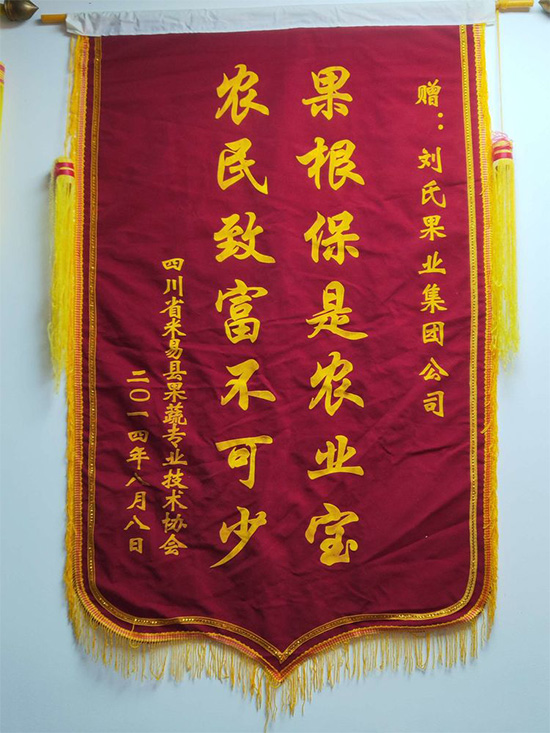 赠：刘氏果业集团公司
果根保是农业宝
农民致富不可少
四川省米易县果蔬专业技术协会
二〇一四年八月八日